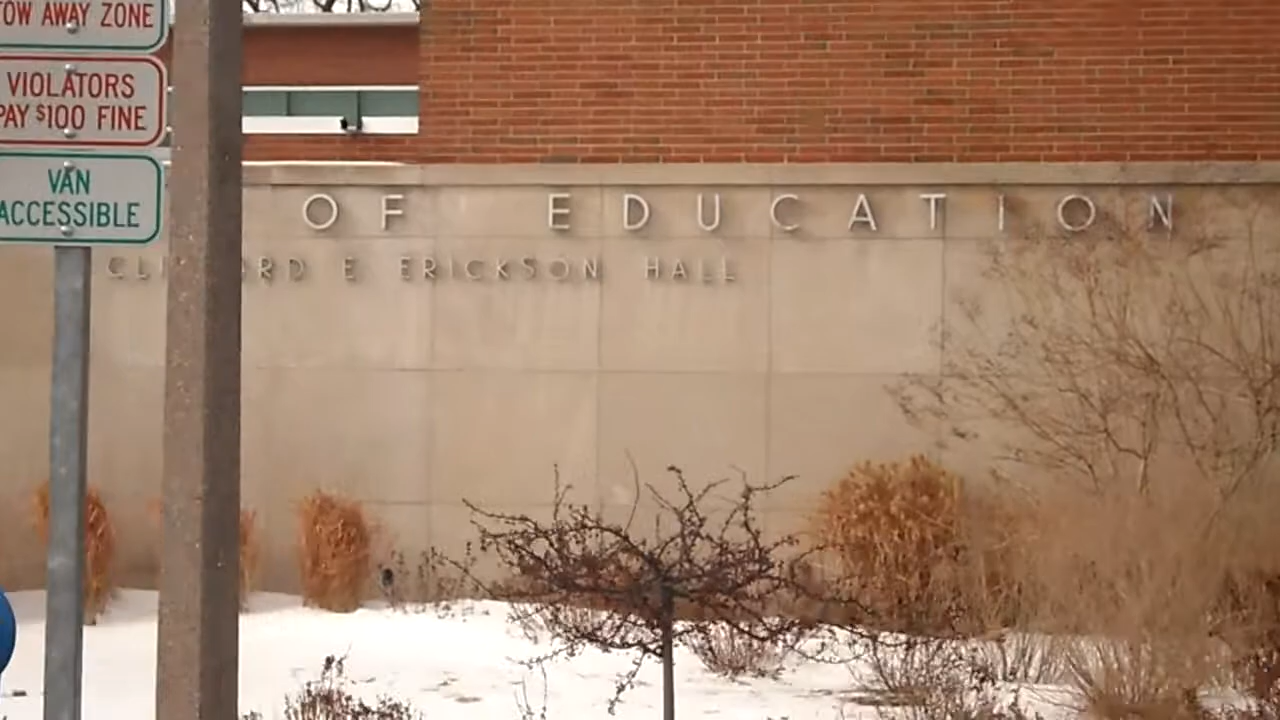 TOW AWAY ZONE
VIOLATORS
PAY $100 FINE
VAN
ACCESSIBLE
OF EDUCATION
E ERICKSON HALL